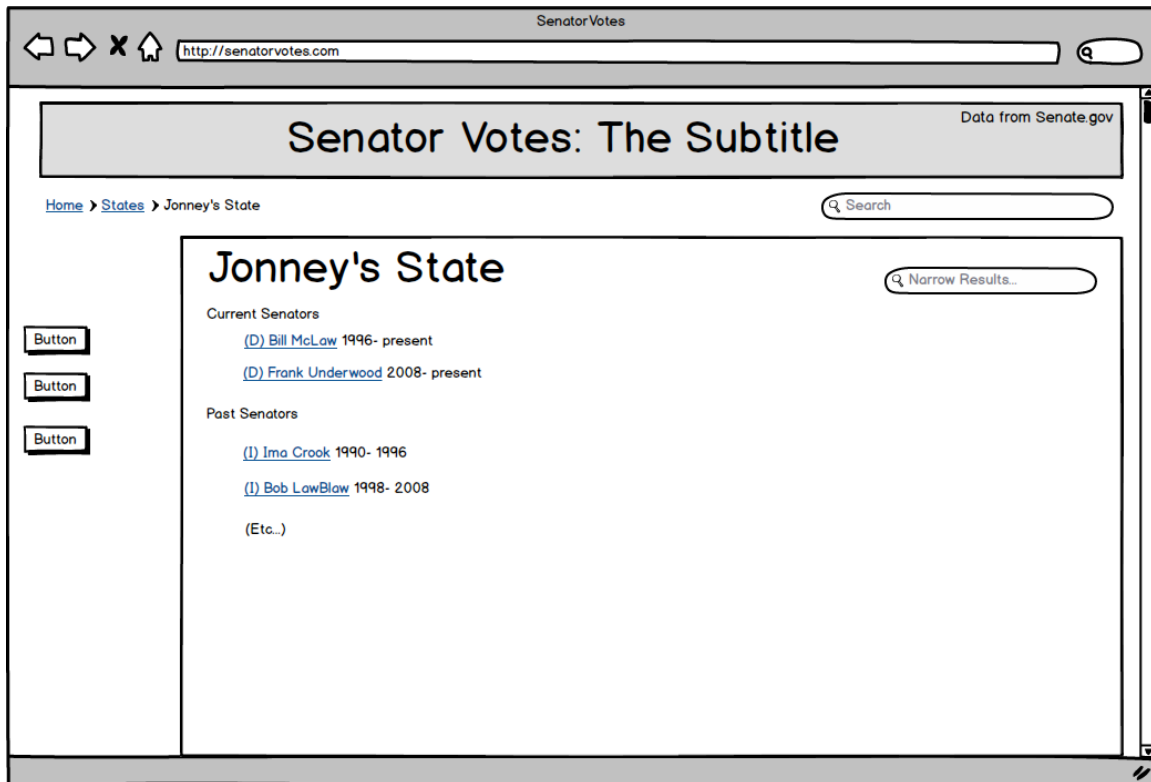 SenatorVotes
http://senatorvotes.com
Data from Senate.gov
Senator Votes: The Subtitle
Home > States > Jonney's State
Search
Jonney's State
Narrow Results...
Current Senators
Button
(D) Bill McLaw 1996- present
(D) Frank Underwood 2008- present
Button
Past Senators
Button
(I) Ima Crook 1990- 1996
(I) Bob LawBlaw 1998- 2008
(Etc...)